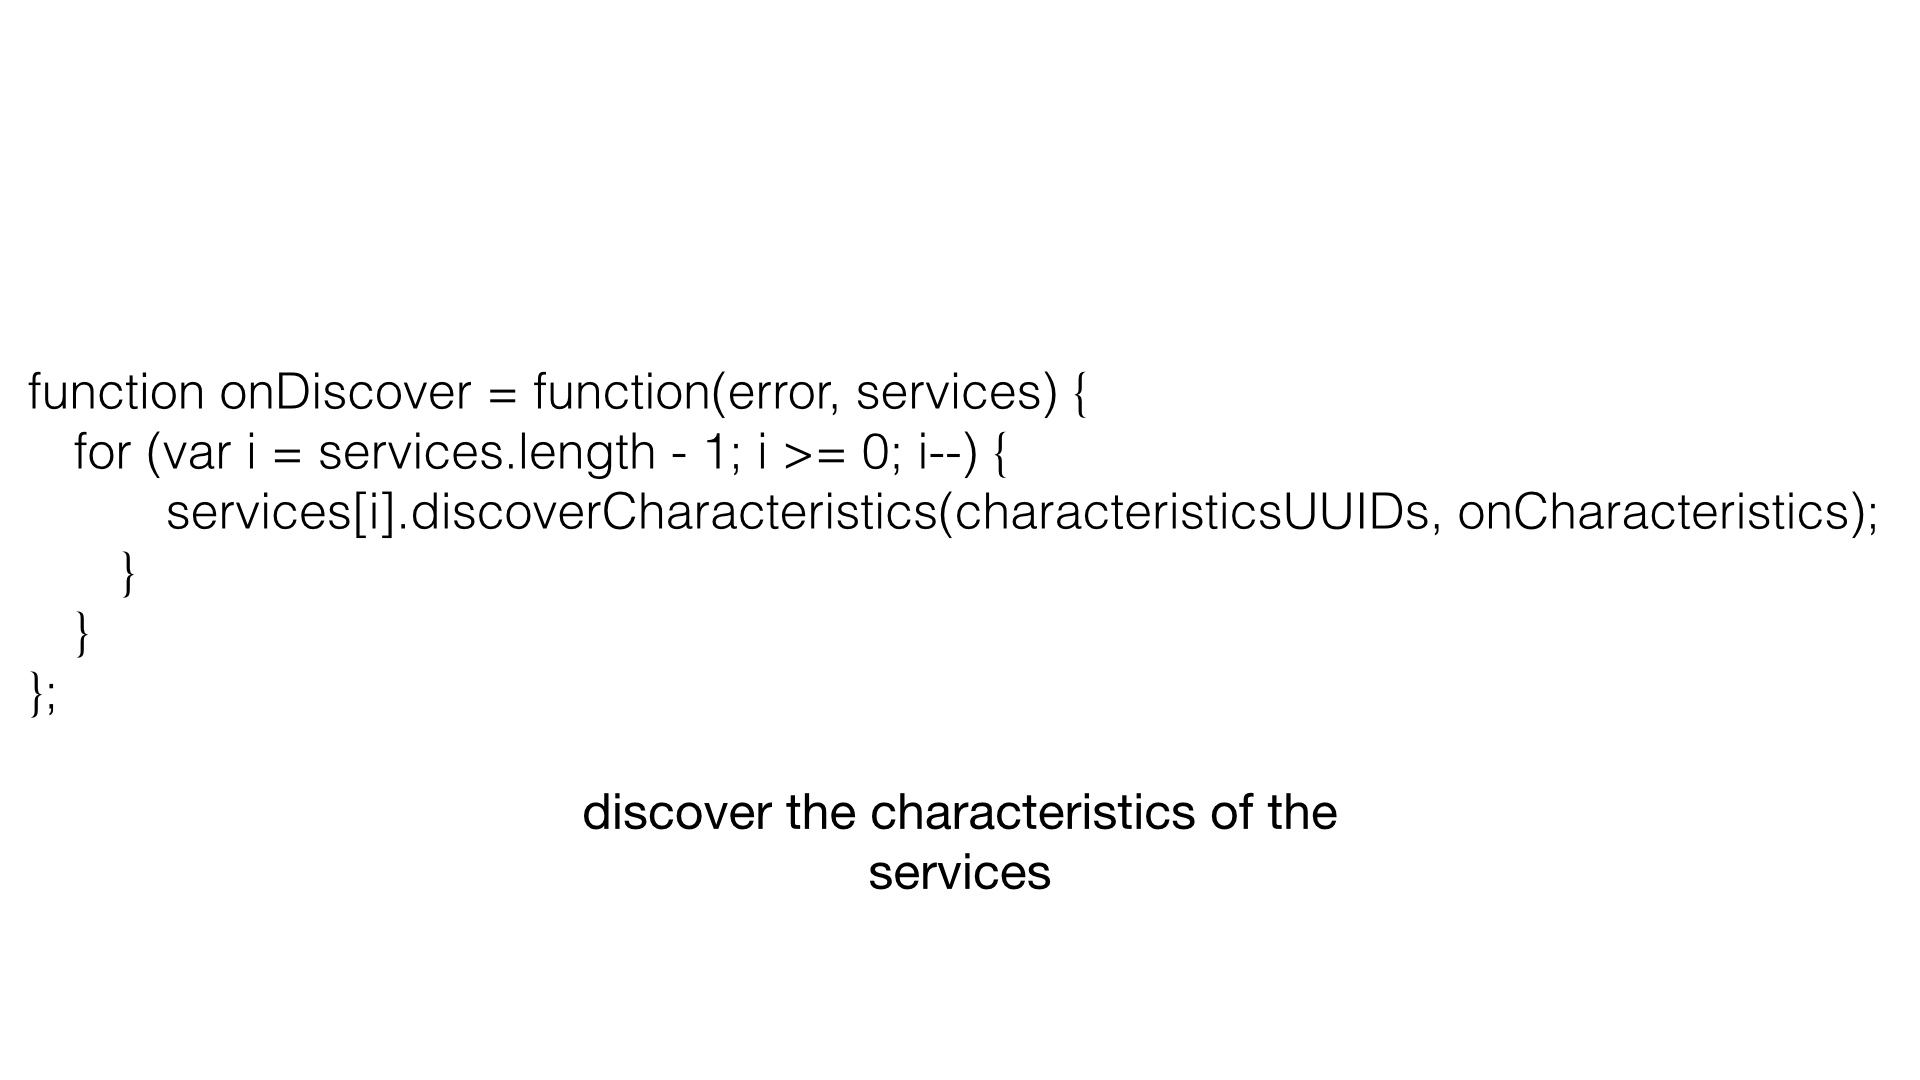 function onDiscover = function(error, services) {
for (var i = services.length - 1; i >= 0; i--) {
services[i].discoverCharacteristics(characteristicsUUIDs, onCharacteristics);
}
}
};
discover the characteristics of the
services